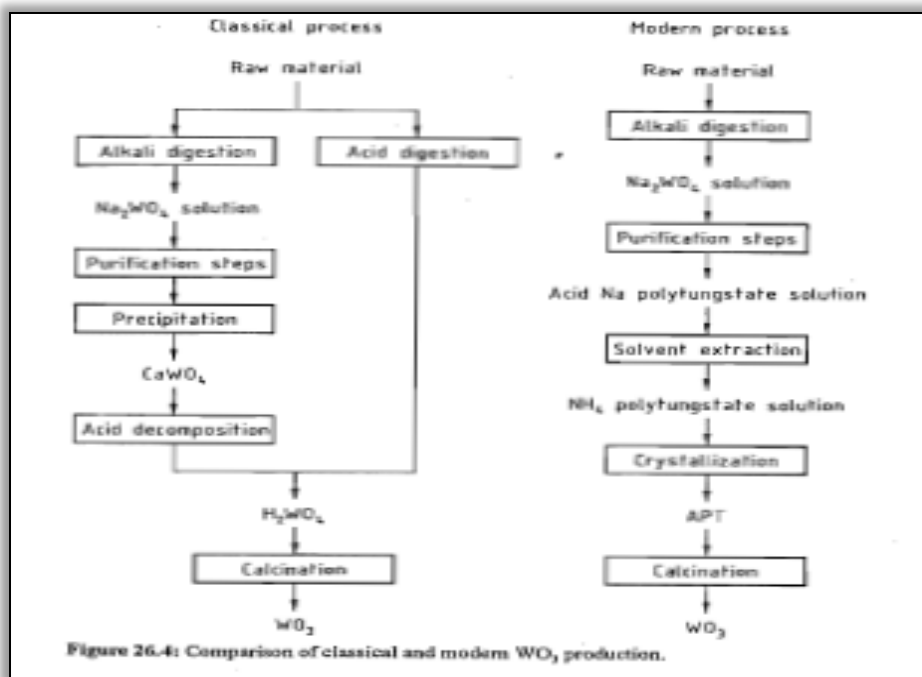 Classical process
Raw material
Alkali digestion
Acid digestion
Na₂WO₄ solution
Purification steps
Precipitation
CaWO₄
Acid decomposition
H₂WO₄
Calcination
WO₃
Modern process
Raw material
Alkali digestion
Na₂WO₄ solution
Purification steps
Acid Na polytungstate solution
Solvent extraction
NH₄ polytungstate solution
Crystallization
APT
Calcination
WO₃
Figure 26.4: Comparison of classical and modern WO₃ production.